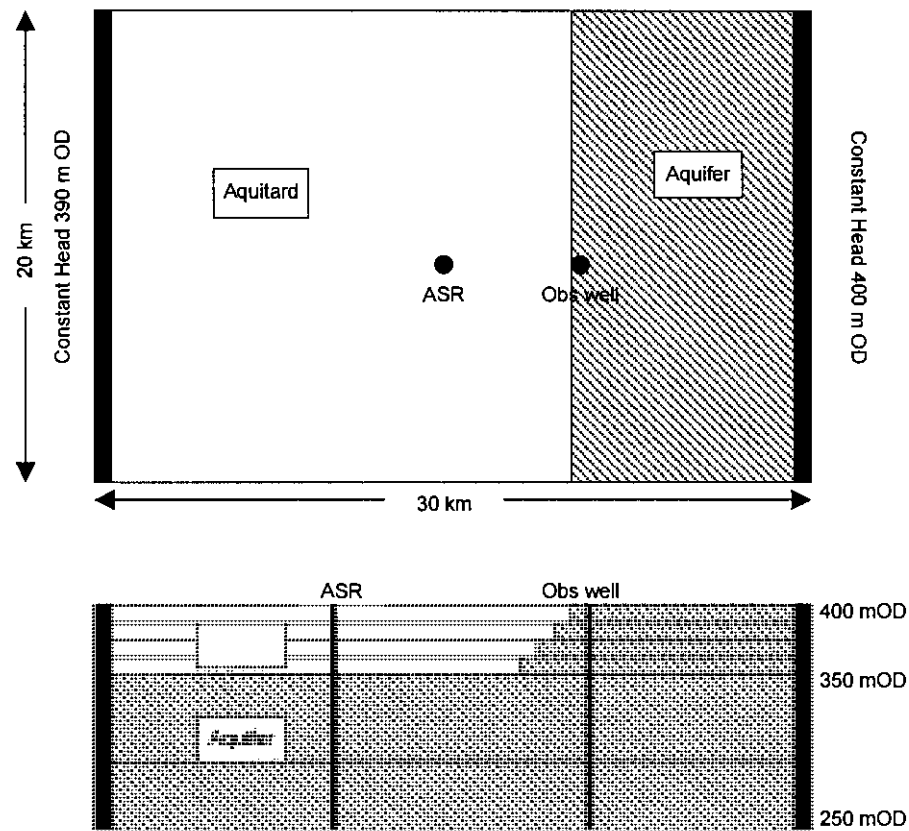 Constant Head 390 m OD
20 km
Aquitard
Aquifer
ASR
Obs well
Constant Head 400 m OD
30 km
ASR
Obs well
400 mOD
350 mOD
Aquifer
250 mOD